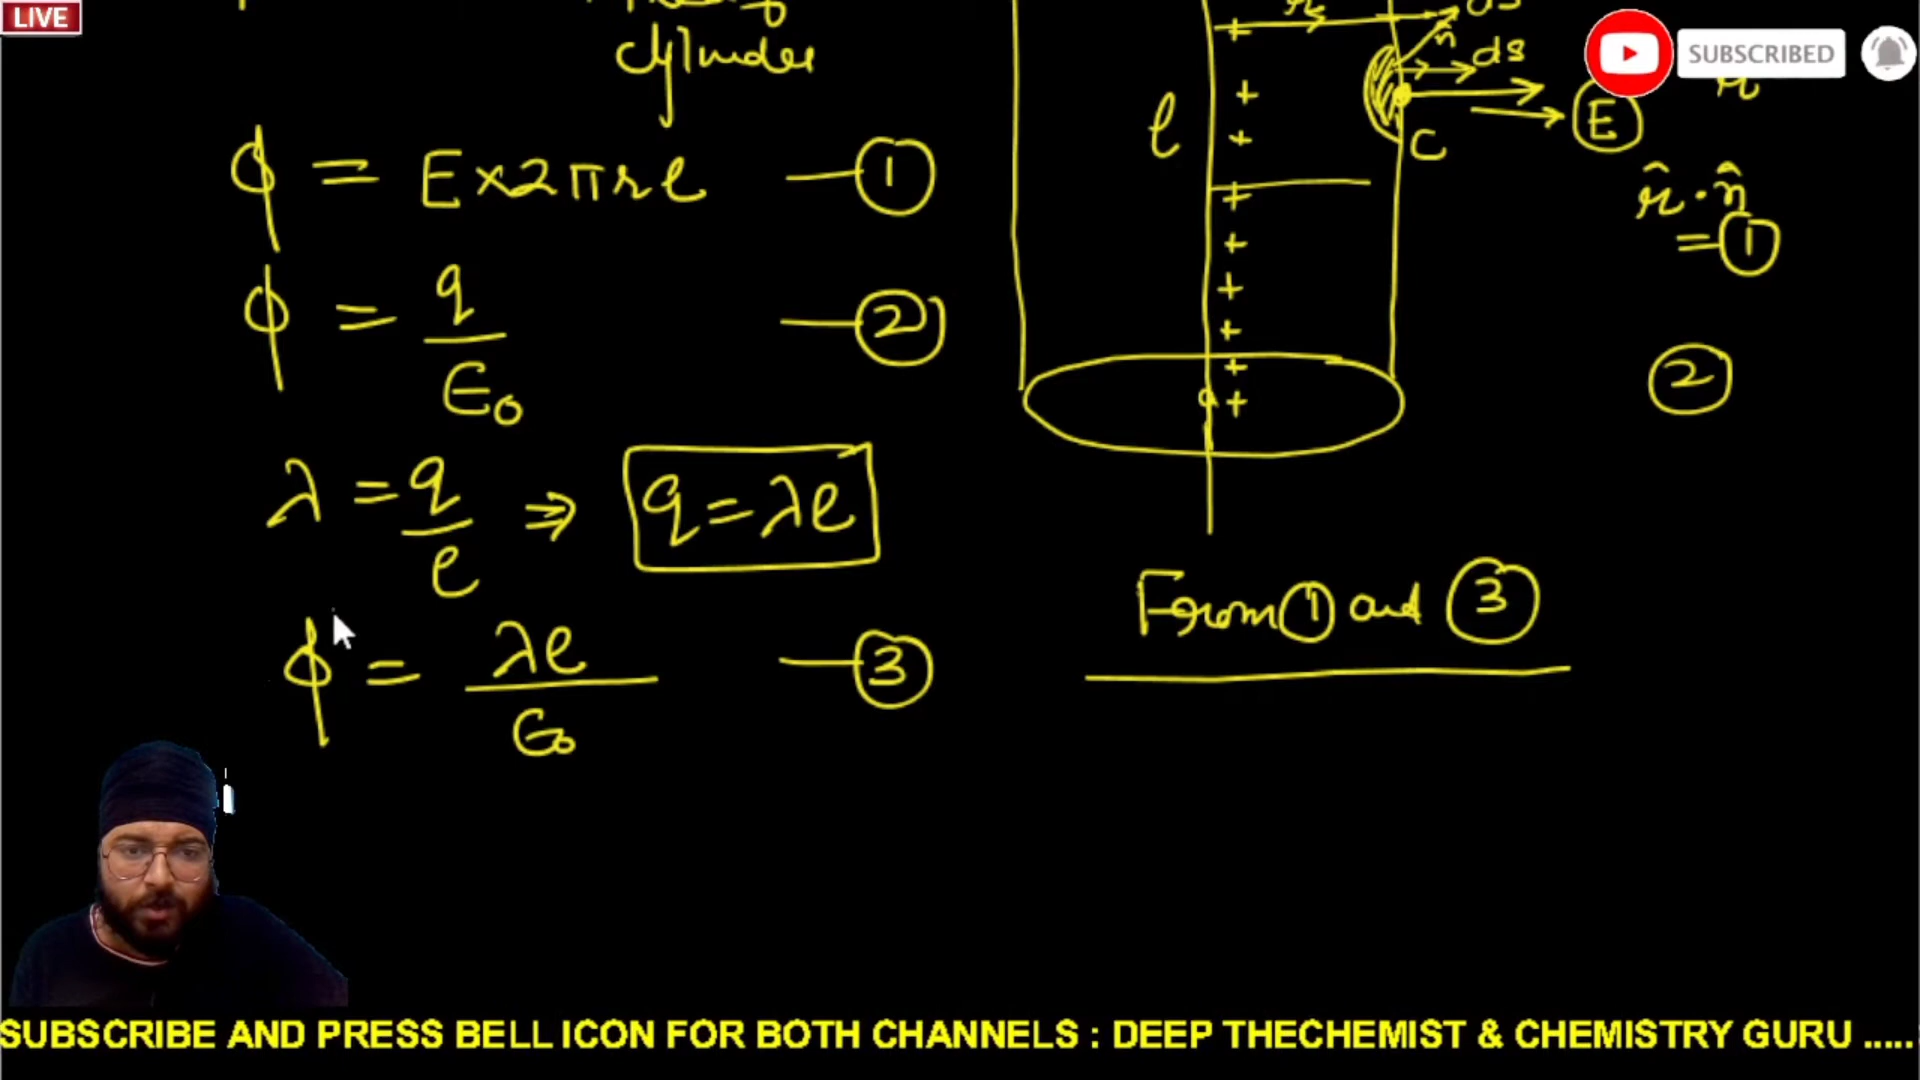 LIVE
cylinder
ϕ = E×2πrl —①
ϕ = q/ϵ0 —②
λ = q/l ⇒ q = λl
ϕ = λl/ϵ0 —③
l
n̂
ds
C
E
r̂ · n̂
= ①
②
From ① and ③
SUBSCRIBED
SUBSCRIBE AND PRESS BELL ICON FOR BOTH CHANNELS : DEEP THECHEMIST & CHEMISTRY GURU .....